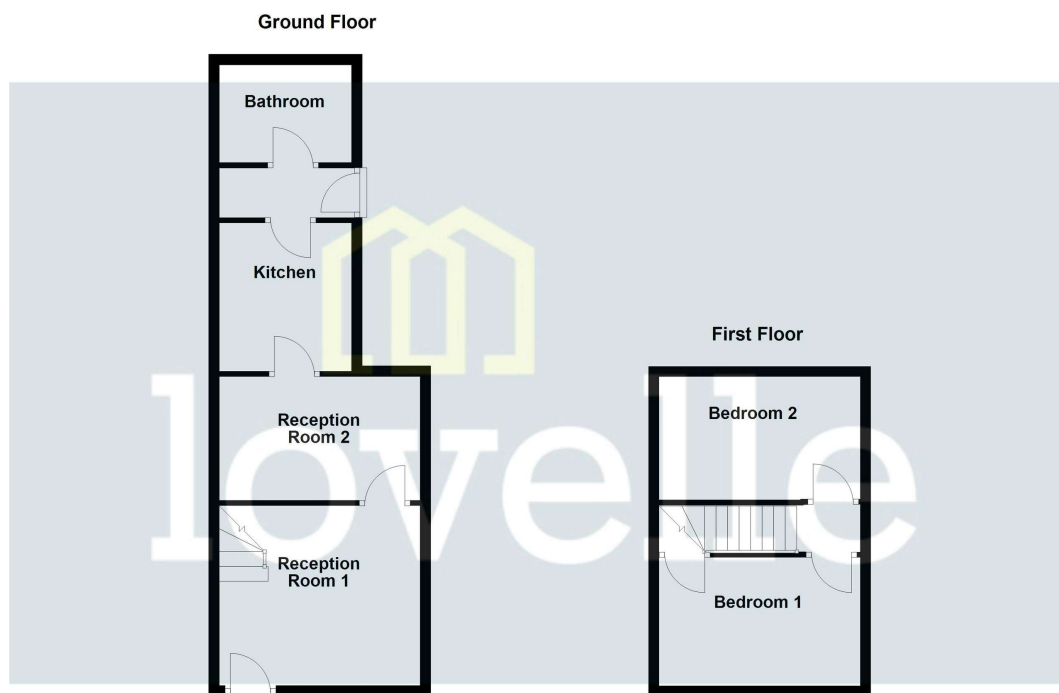 Ground Floor
Bathroom
Kitchen
Reception
Room 2
Reception
Room 1
First Floor
Bedroom 2
Bedroom 1
lovelle